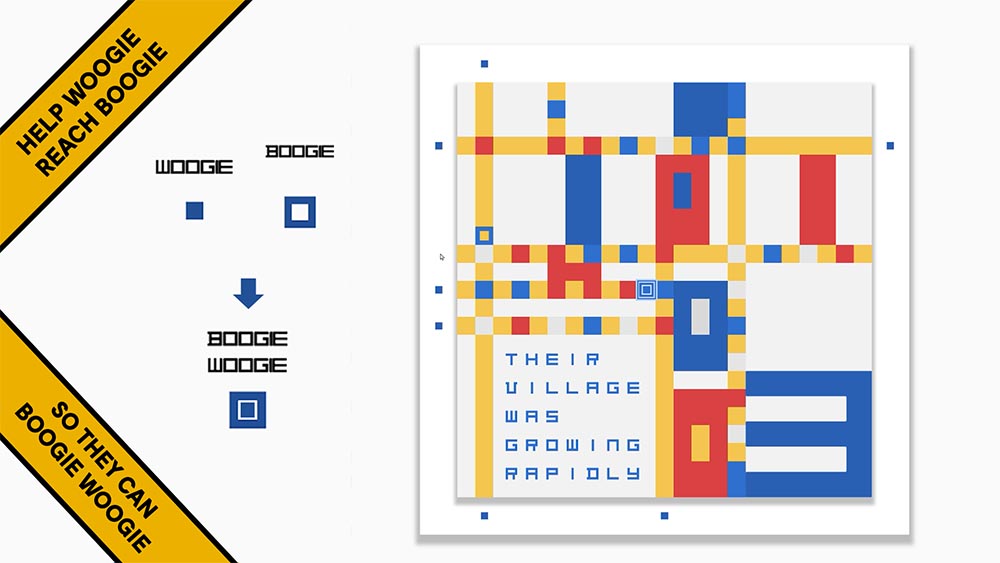 HELP WOOGIE
REACH BOOGIE
WOOGIE
BOOGIE
BOOGIE
WOOGIE
SO THEY CAN
BOOGIE WOOGIE
THEIR
VILLAGE
WAS
GROWING
RAPIDLY